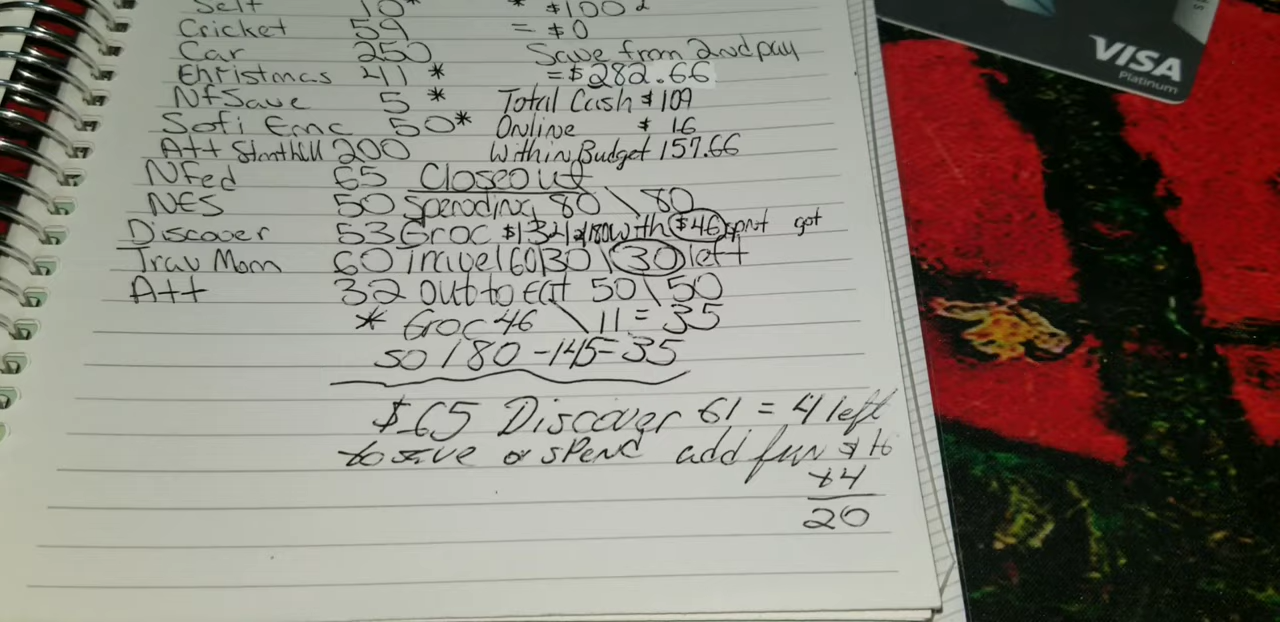 Self 10* * $100
Cricket 59 = $0
Car 250 Save from 2nd pay
Christmas 41 * = $282.66
NfSave 5 * Total Cash $109
Sofi Emc 50* Online $16
Att 200 Within Budget 157.66
Nfed 65 Closeout
NES 50 Spending 80 \ 80
Discover 53 Groc $134 with $46 got
Trav Mom 60 Travel 60 30 \ 30 left
Att 32 Out to Eat 50 \ 50
* Groc 46 \ 11 = 35
180 - 145 = 35
$65 Discover 61 = 4 left
to save or spend add fun $16
+4
20
VISA
Platinum